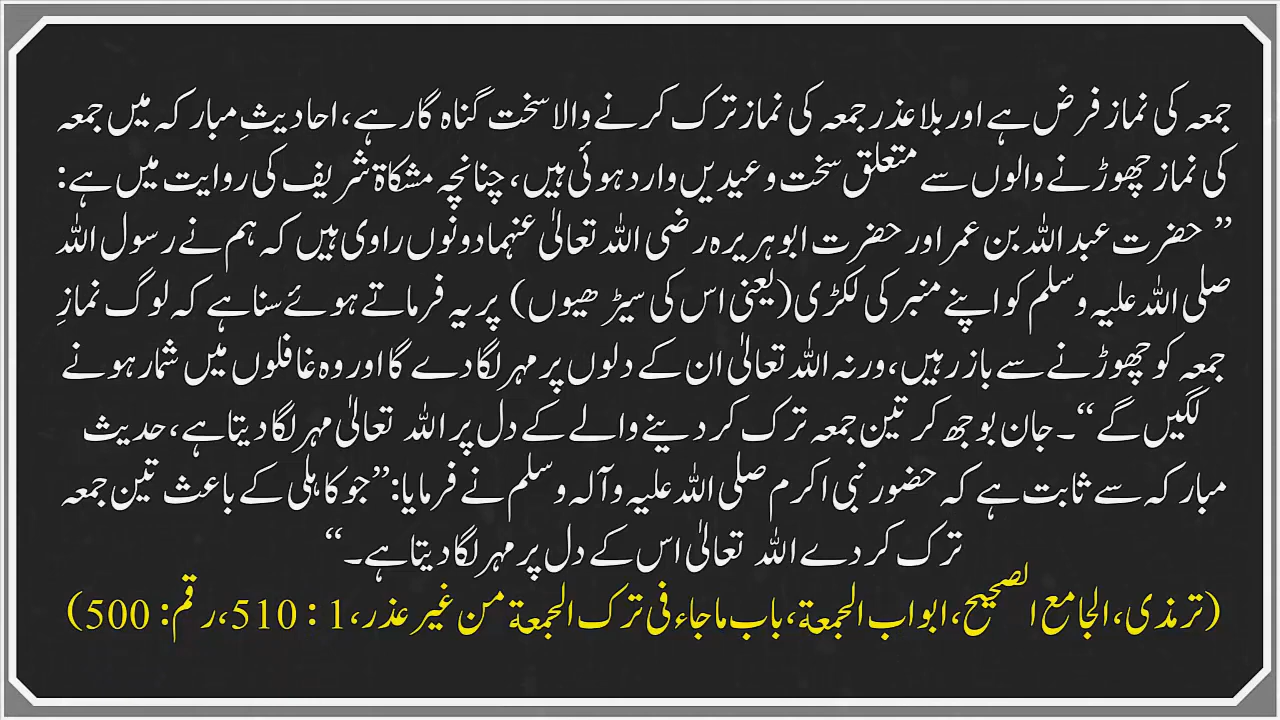 جمعہ کی نماز فرض ہے اور بلا عذر جمعہ کی نماز ترک کرنے والا سخت گناہ گار ہے، احادیثِ مبارکہ میں جمعہ
کی نماز چھوڑنے والوں سے متعلق سخت وعیدیں وارد ہوئی ہیں، چنانچہ مشکاۃ شریف کی روایت میں ہے:
” حضرت عبد اللہ بن عمر اور حضرت ابوہریرہ رضی اللہ تعالیٰ عنہما دونوں راوی ہیں کہ ہم نے رسول اللہ
صلی اللہ علیہ وسلم کو اپنے منبر کی لکڑی (یعنی اس کی سیڑھیوں) پر یہ فرماتے ہوئے سنا ہے کہ لوگ نمازِ
جمعہ کو چھوڑنے سے باز رہیں، ورنہ اللہ تعالیٰ ان کے دلوں پر مہر لگا دے گا اور وہ غافلوں میں شمار ہونے
لگیں گے“۔ جان بوجھ کر تین جمعہ ترک کر دینے والے کے دل پر اللہ تعالیٰ مہر لگا دیتا ہے، حدیث
مبارکہ سے ثابت ہے کہ حضور نبی اکرم صلی اللہ علیہ وآلہ وسلم نے فرمایا: ”جو کاہلی کے باعث تین جمعہ
ترک کر دے اللہ تعالیٰ اس کے دل پر مہر لگا دیتا ہے۔“
(ترمذی، الجامع الصحیح، ابواب الجمعة، باب ماجاء فی ترک الجمعة من غیر عذر، 1 : 510، رقم: 500)